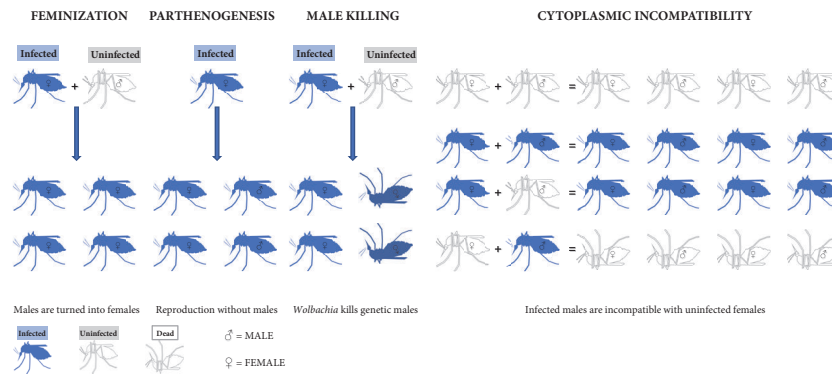 FEMINIZATION PARTHENOGENESIS MALE KILLING CYTOPLASMIC INCOMPATIBILITY
Infected Uninfected Infected Infected Uninfected
♀ + ♂ ♀ ♀ + ♂ ♀ + ♂ = ♀ ♂ ♀ ♂
♀ + ♂ = ♀ ♂ ♀ ♂
♀ ♀ ♀ ♂ ♀ ♀ + ♂ = ♀ ♂ ♀ ♂
♀ ♀ ♀ ♂ ♀ ♀ + ♂ = ♀ ♂ ♀ ♂
Males are turned into females Reproduction without males Wolbachia kills genetic males Infected males are incompatible with uninfected females
Infected Uninfected Dead
♂ = MALE
♀ = FEMALE